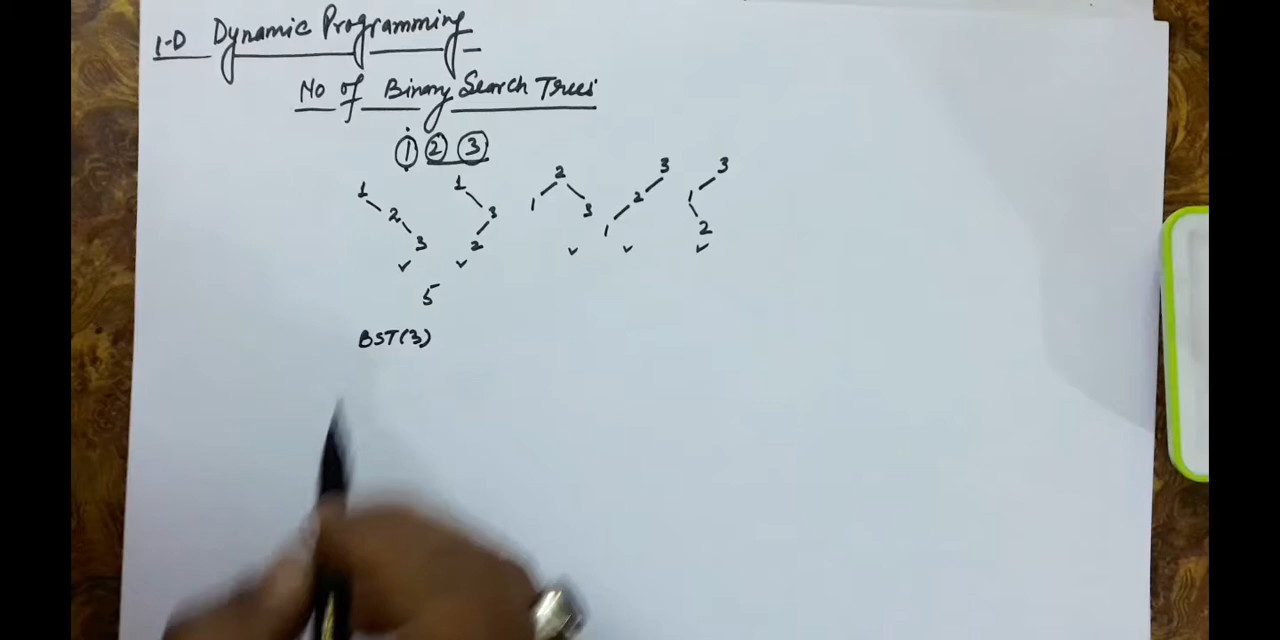 1-D Dynamic Programming
No of Binary Search Trees
1 2 3
1 1 2 3 3
2 3 1 3 2 1
3 2 1 2
5
BST(3)